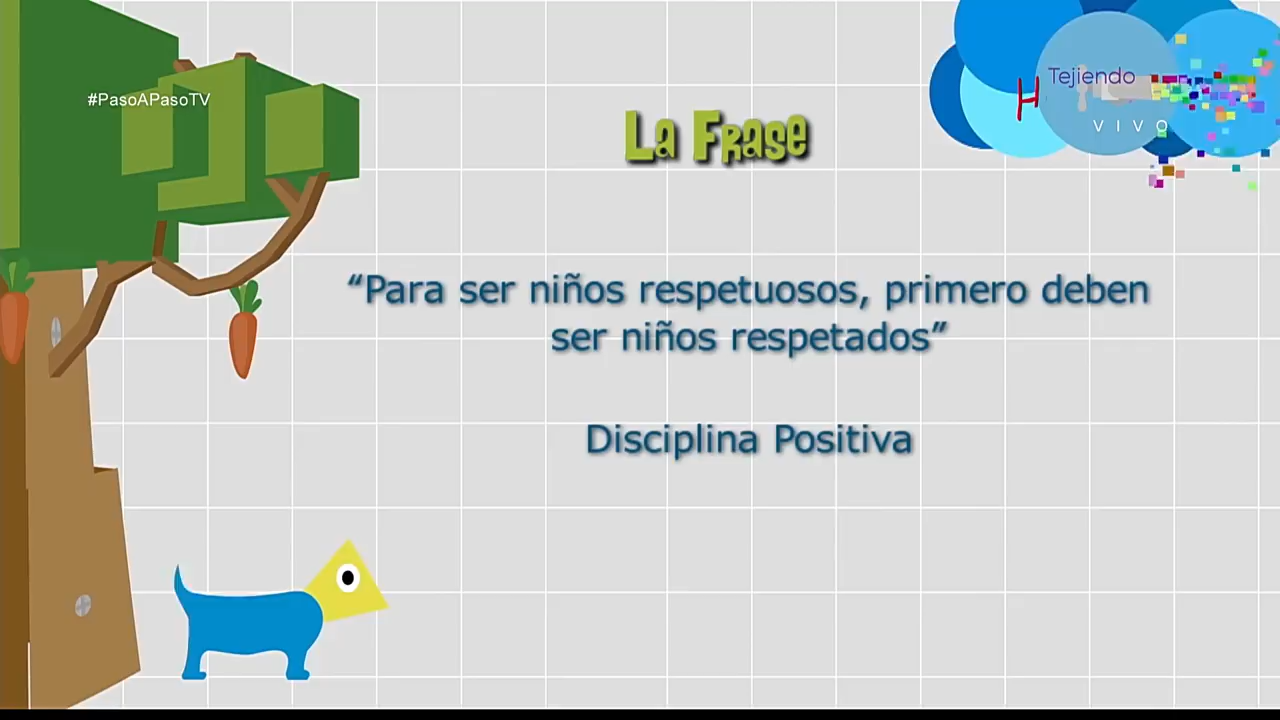 #PasoAPasoTV
Tejiendo
H
VIVO
La Frase
“Para ser niños respetuosos, primero deben
ser niños respetados”
Disciplina Positiva